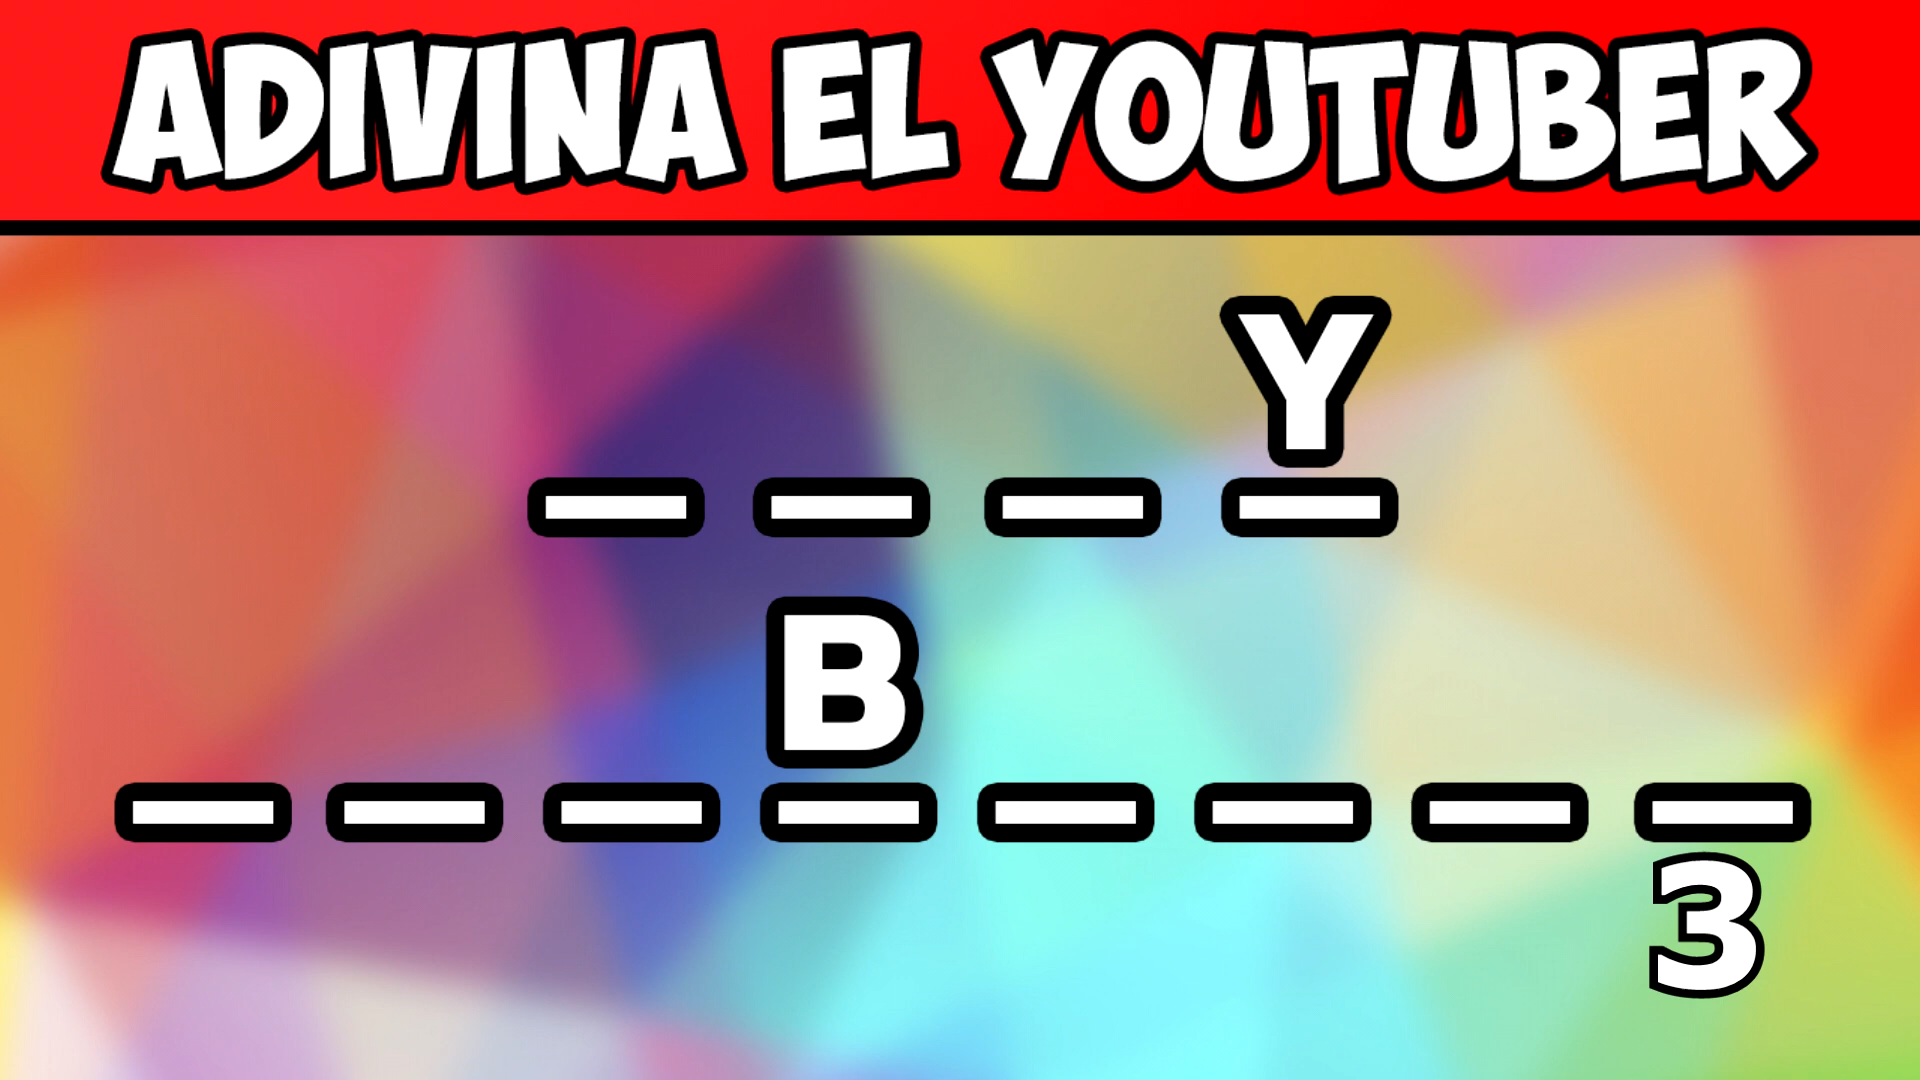 ADIVINA EL YOUTUBER
_ _ _ Y
_ _ _ B _ _ _ _
3